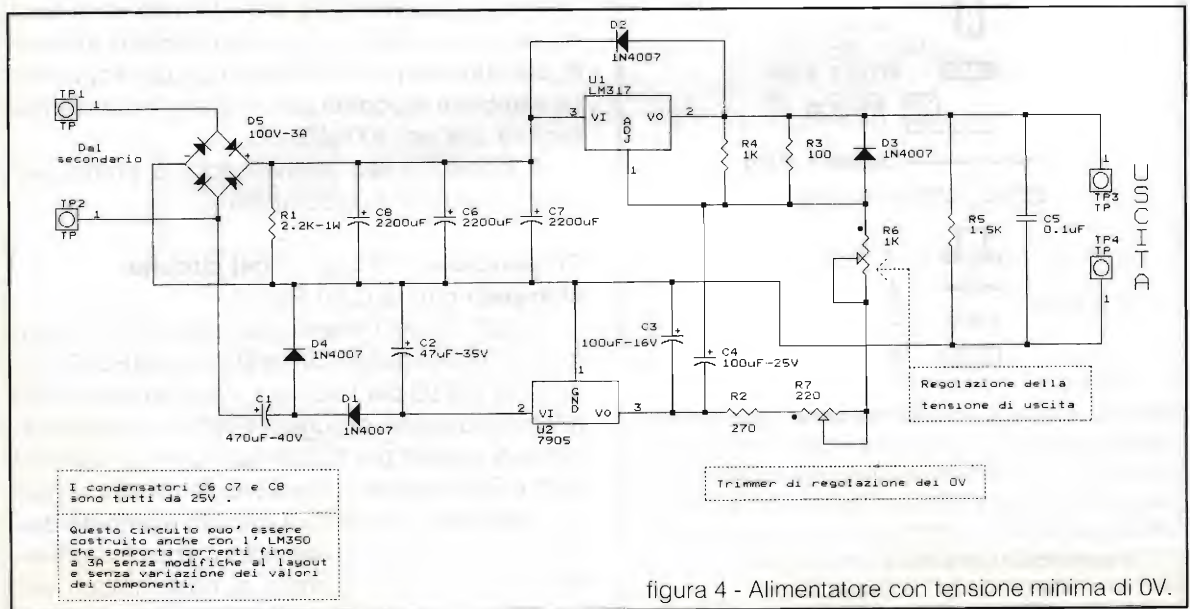 TP1
TP
1
Dal
secondario
TP2
TP
1
D5
100V-3A
R1
2.2K-1W
C8
2200uF
C6
2200uF
C7
2200uF
D2
1N4007
U1
LM317
3
VI
ADJ
VO
2
1
R4
1K
R3
100
D3
1N4007
R6
1K
R5
1.5K
C5
0.1uF
1
TP3
TP
TP4
TP
1
USCITA
D4
1N4007
C2
47uF-35V
C1
470uF-40V
D1
1N4007
1
GND
2
VI
VO
3
U2
7905
C3
100uF-16V
C4
100uF-25V
R2
270
R7
220
Regolazione della
tensione di uscita
Trimmer di regolazione dei 0V
I condensatori C6 C7 e C8
sono tutti da 25V .
Questo circuito puo' essere
costruito anche con l' LM350
che sopporta correnti fino
a 3A senza modifiche al layout
e senza variazione dei valori
dei componenti.
figura 4 - Alimentatore con tensione minima di 0V.